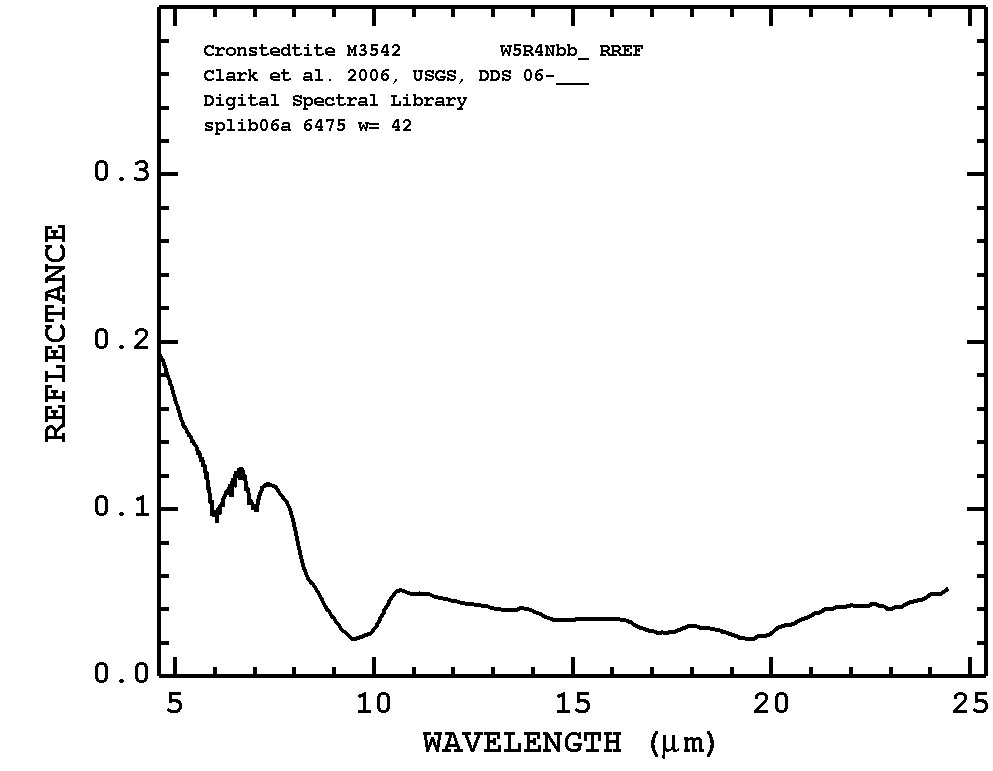 Cronstedtite M3542 W5R4Nbb_ RREF
Clark et al. 2006, USGS, DDS 06-___
Digital Spectral Library
splib06a 6475 w= 42
REFLECTANCE
0.3
0.2
0.1
0.0
5 10 15 20 25
WAVELENGTH (μm)